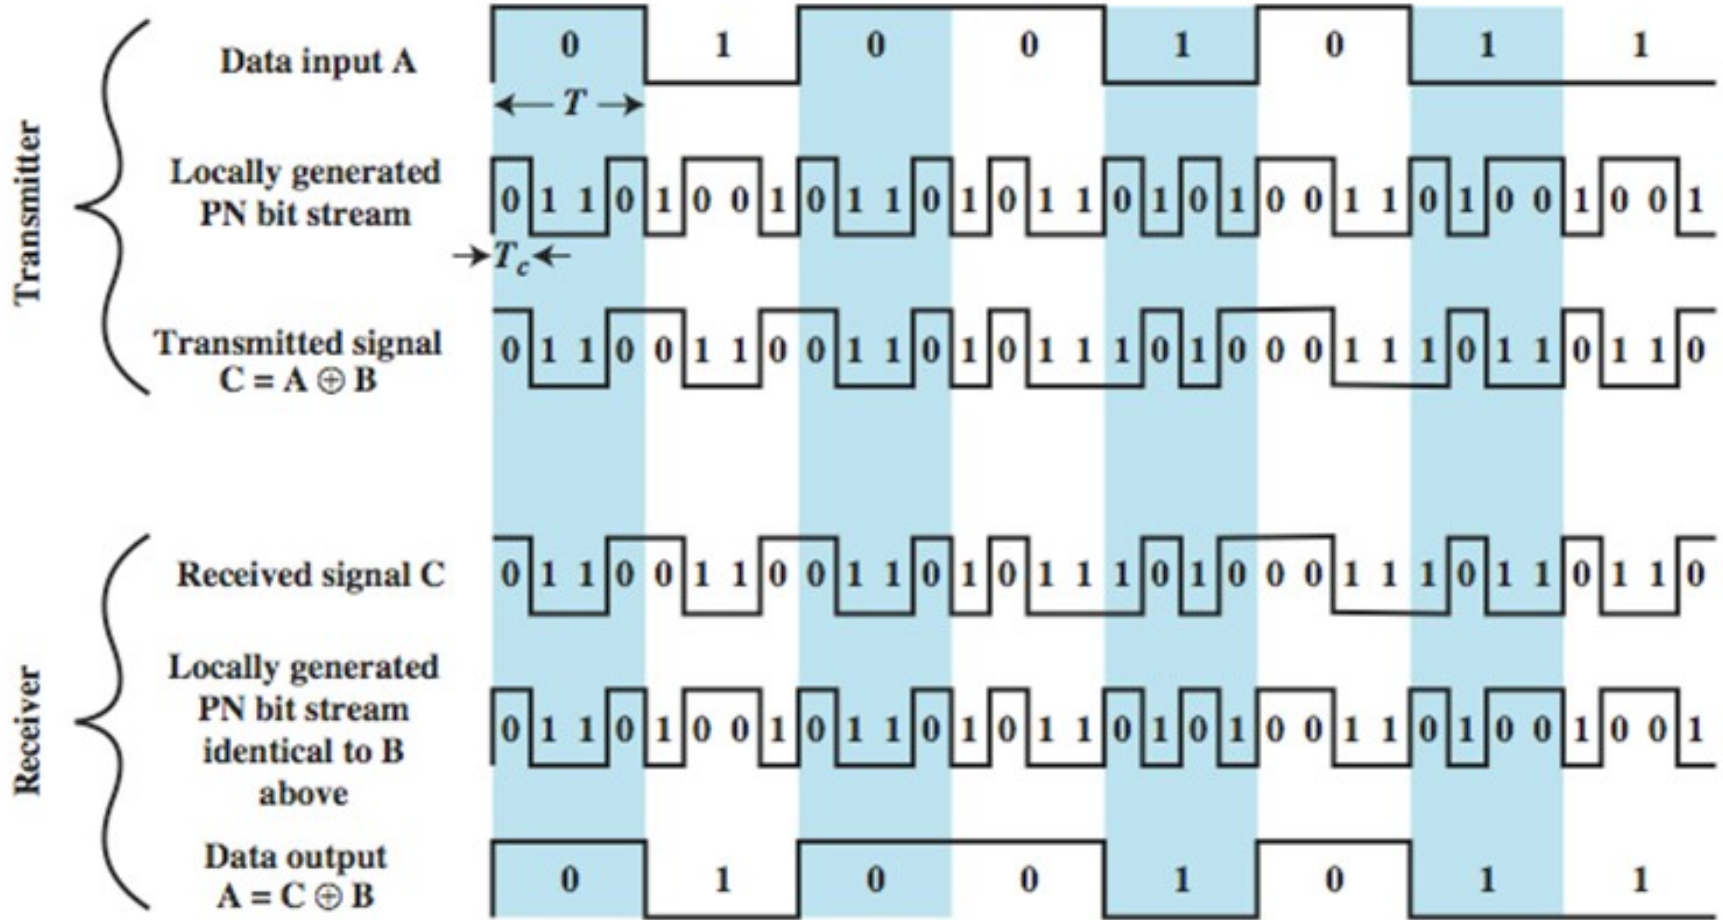 Transmitter
Data input A
0 1 0 0 1 0 1 1
T
Locally generated
PN bit stream
0 1 1 0 1 0 0 1 0 1 1 0 1 0 1 1 0 1 0 1 0 0 1 1 0 1 0 0 1 0 0 1
Tc
Transmitted signal
C = A ⊕ B
0 1 1 0 0 1 1 0 0 1 1 0 1 0 1 1 1 0 1 0 0 0 1 1 1 0 1 1 0 1 1 0
Receiver
Received signal C
0 1 1 0 0 1 1 0 0 1 1 0 1 0 1 1 1 0 1 0 0 0 1 1 1 0 1 1 0 1 1 0
Locally generated
PN bit stream
identical to B
above
0 1 1 0 1 0 0 1 0 1 1 0 1 0 1 1 0 1 0 1 0 0 1 1 0 1 0 0 1 0 0 1
Data output
A = C ⊕ B
0 1 0 0 1 0 1 1